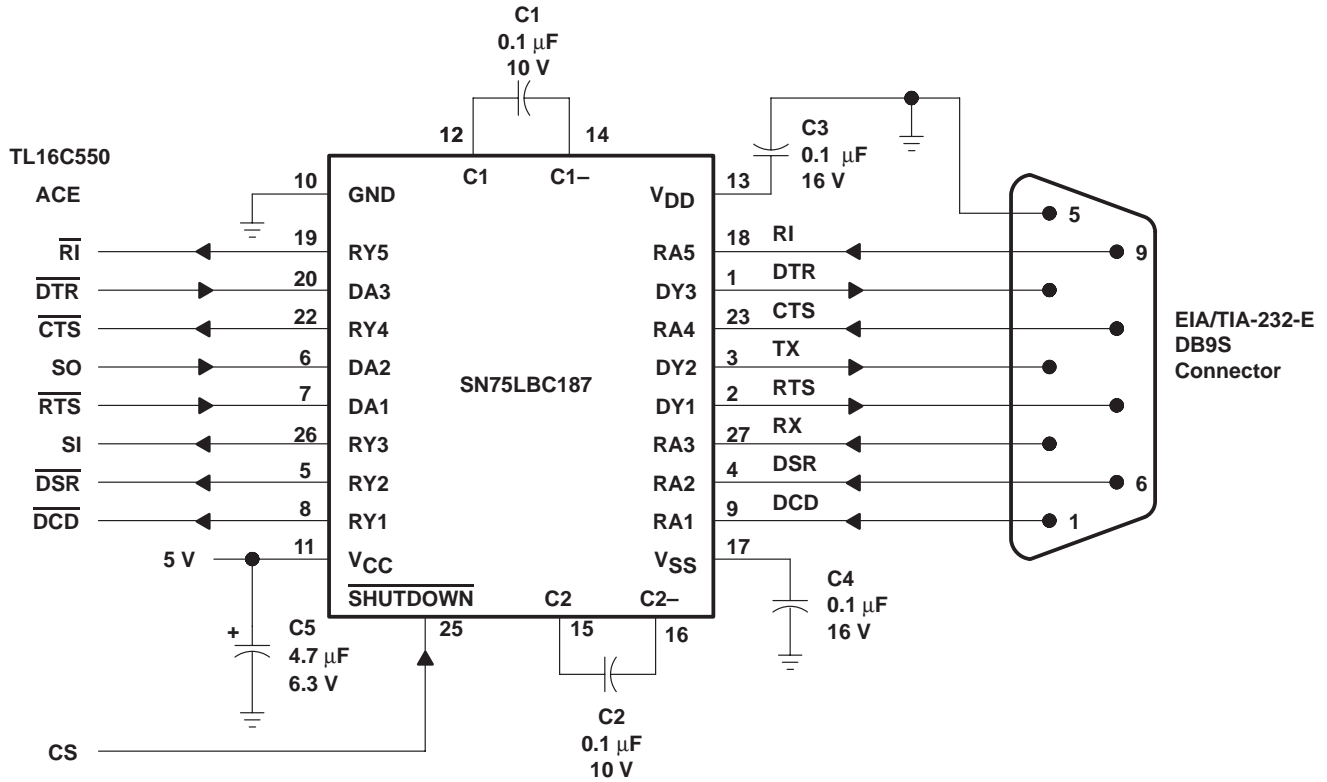 C1
0.1 μF
10 V
12
14
C3
0.1 μF
16 V
TL16C550
ACE
C1
C1–
10
GND
VDD
13
5
RI
19
RY5
RA5
18
RI
9
DTR
20
DA3
DY3
1
DTR
CTS
22
RY4
RA4
23
CTS
SO
6
DA2
DY2
3
TX
SN75LBC187
EIA/TIA-232-E
DB9S
Connector
RTS
7
DA1
DY1
2
RTS
SI
26
RY3
RA3
27
RX
DSR
5
RY2
RA2
4
DSR
6
DCD
8
RY1
RA1
9
DCD
1
5 V
11
VCC
VSS
17
SHUTDOWN
C2
C2–
C4
0.1 μF
16 V
25
15
16
+
C5
4.7 μF
6.3 V
C2
0.1 μF
10 V
CS